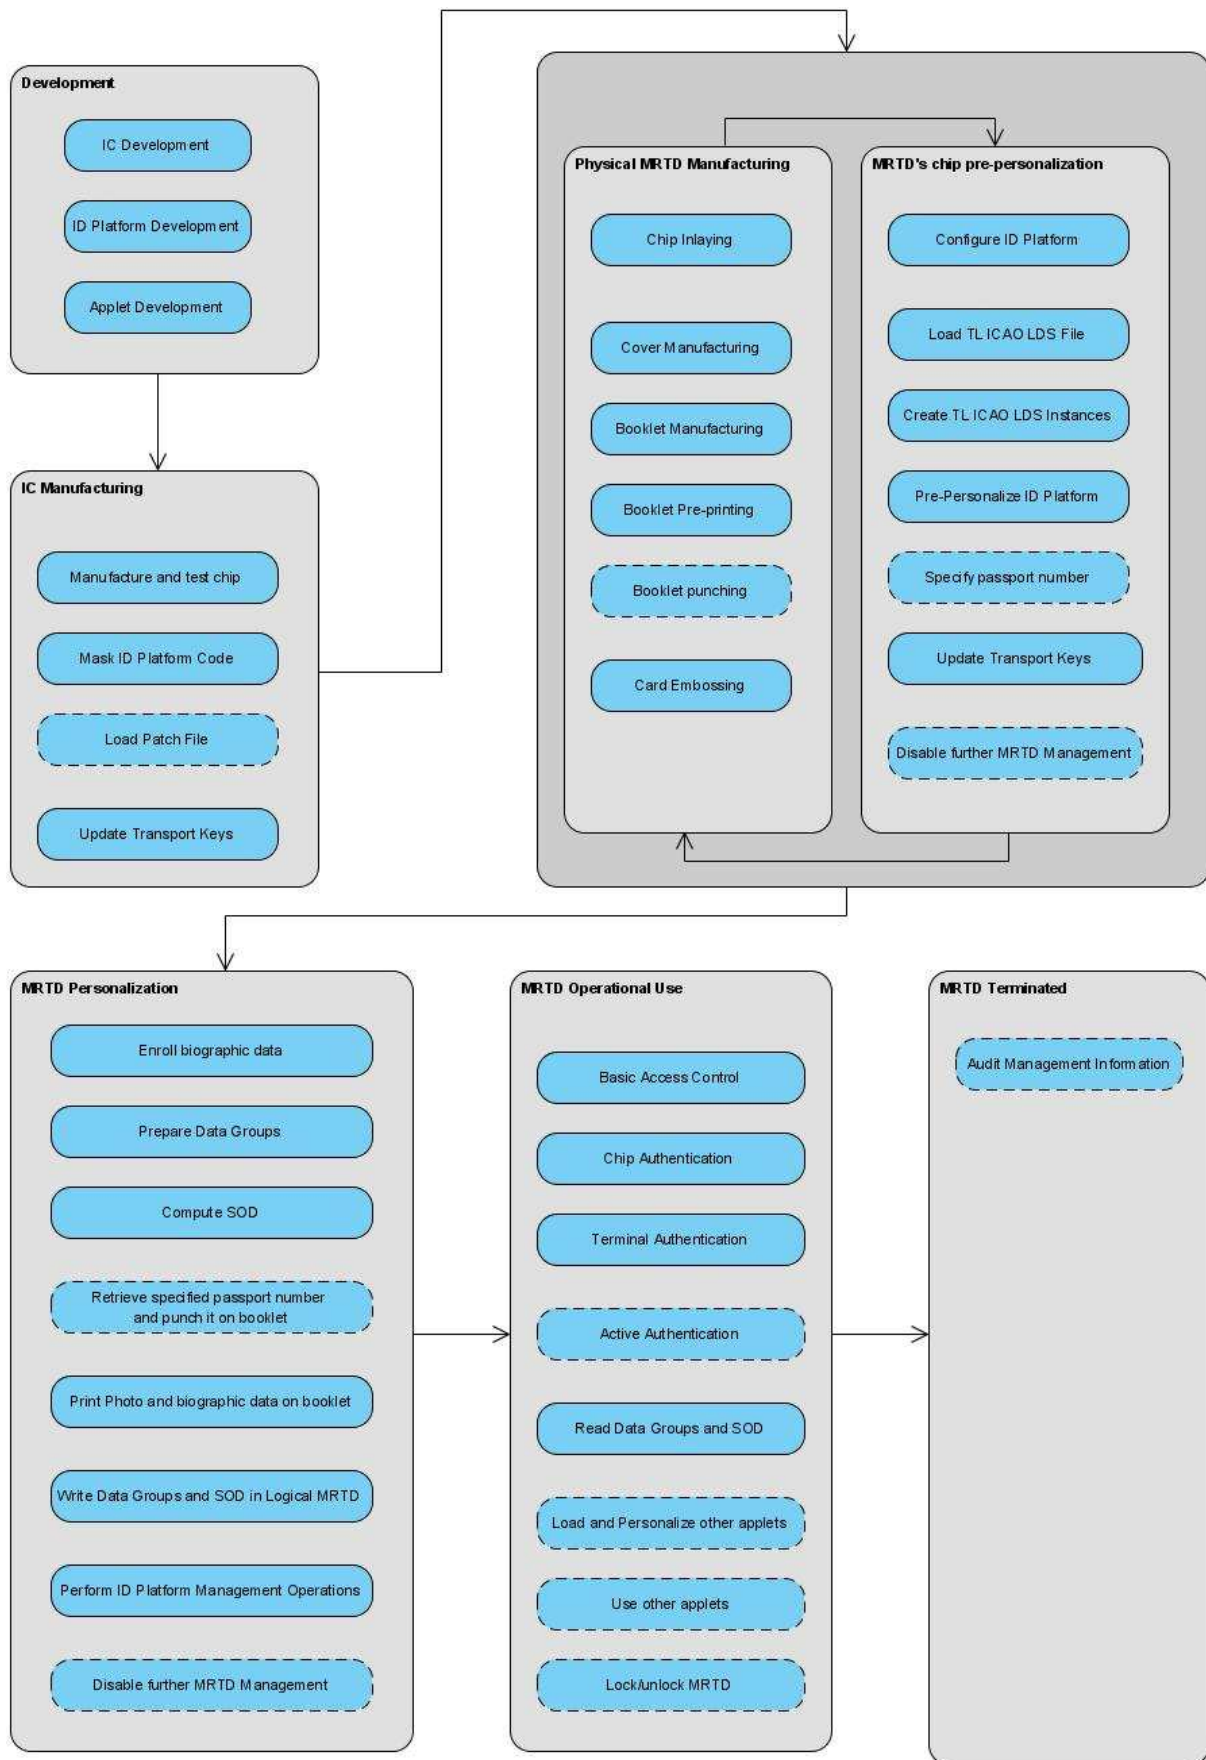 Development
IC Development
ID Platform Development
Applet Development
IC Manufacturing
Manufacture and test chip
Mask ID Platform Code
Load Patch File
Update Transport Keys
Physical MRTD Manufacturing
Chip Inlaying
Cover Manufacturing
Booklet Manufacturing
Booklet Pre-printing
Booklet punching
Card Embossing
MRTD's chip pre-personalization
Configure ID Platform
Load TL ICAO LDS File
Create TL ICAO LDS Instances
Pre-Personalize ID Platform
Specify passport number
Update Transport Keys
Disable further MRTD Management
MRTD Personalization
Enroll biographic data
Prepare Data Groups
Compute SOD
Retrieve specified passport number
and punch it on booklet
Print Photo and biographic data on booklet
Write Data Groups and SOD in Logical MRTD
Perform ID Platform Management Operations
Disable further MRTD Management
MRTD Operational Use
Basic Access Control
Chip Authentication
Terminal Authentication
Active Authentication
Read Data Groups and SOD
Load and Personalize other applets
Use other applets
Lock/unlock MRTD
MRTD Terminated
Audit Management Information